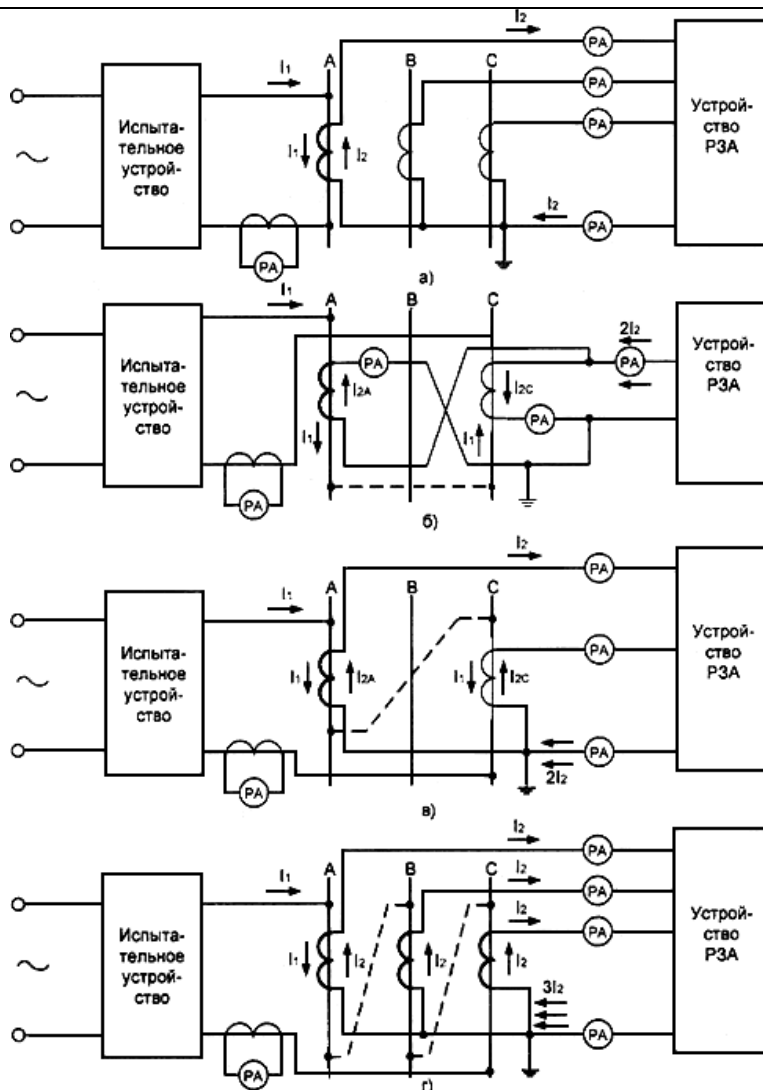 I2
A
B
C
PA
PA
PA
I1
Испыта-
тельное
устрой-
ство
I1
I2
Устрой-
ство
РЗА
I2
PA
PA
а)
I1
A
B
C
2I2
PA
PA
Испыта-
тельное
устрой-
ство
I2A
I2C
Устрой-
ство
РЗА
I1
I1
PA
PA
б)
I2
A
B
C
PA
I1
Испыта-
тельное
устрой-
ство
I1
I2A
I1
I2C
PA
Устрой-
ство
РЗА
PA
2I2
PA
в)
I2
PA
A
B
C
I2
PA
I1
I2
PA
Испыта-
тельное
устрой-
ство
I1
I2
I2
I2
Устрой-
ство
РЗА
3I2
PA
PA
г)